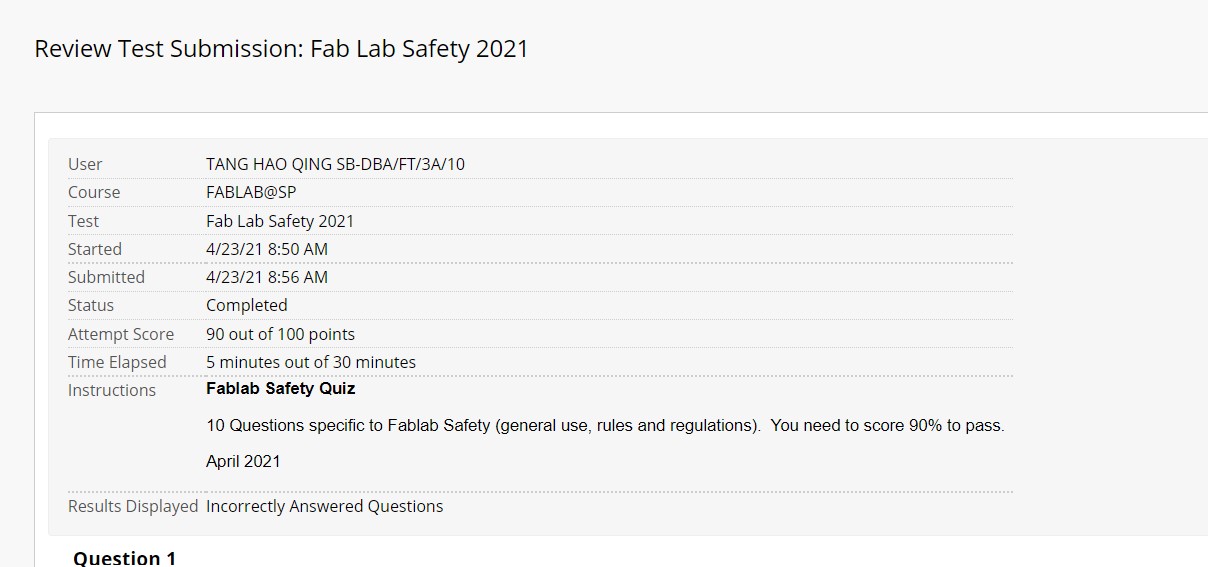 Review Test Submission: Fab Lab Safety 2021
User TANG HAO QING SB-DBA/FT/3A/10
Course FABLAB@SP
Test Fab Lab Safety 2021
Started 4/23/21 8:50 AM
Submitted 4/23/21 8:56 AM
Status Completed
Attempt Score 90 out of 100 points
Time Elapsed 5 minutes out of 30 minutes
Instructions Fablab Safety Quiz
10 Questions specific to Fablab Safety (general use, rules and regulations).  You need to score 90% to pass.
April 2021
Results Displayed Incorrectly Answered Questions
Question 1